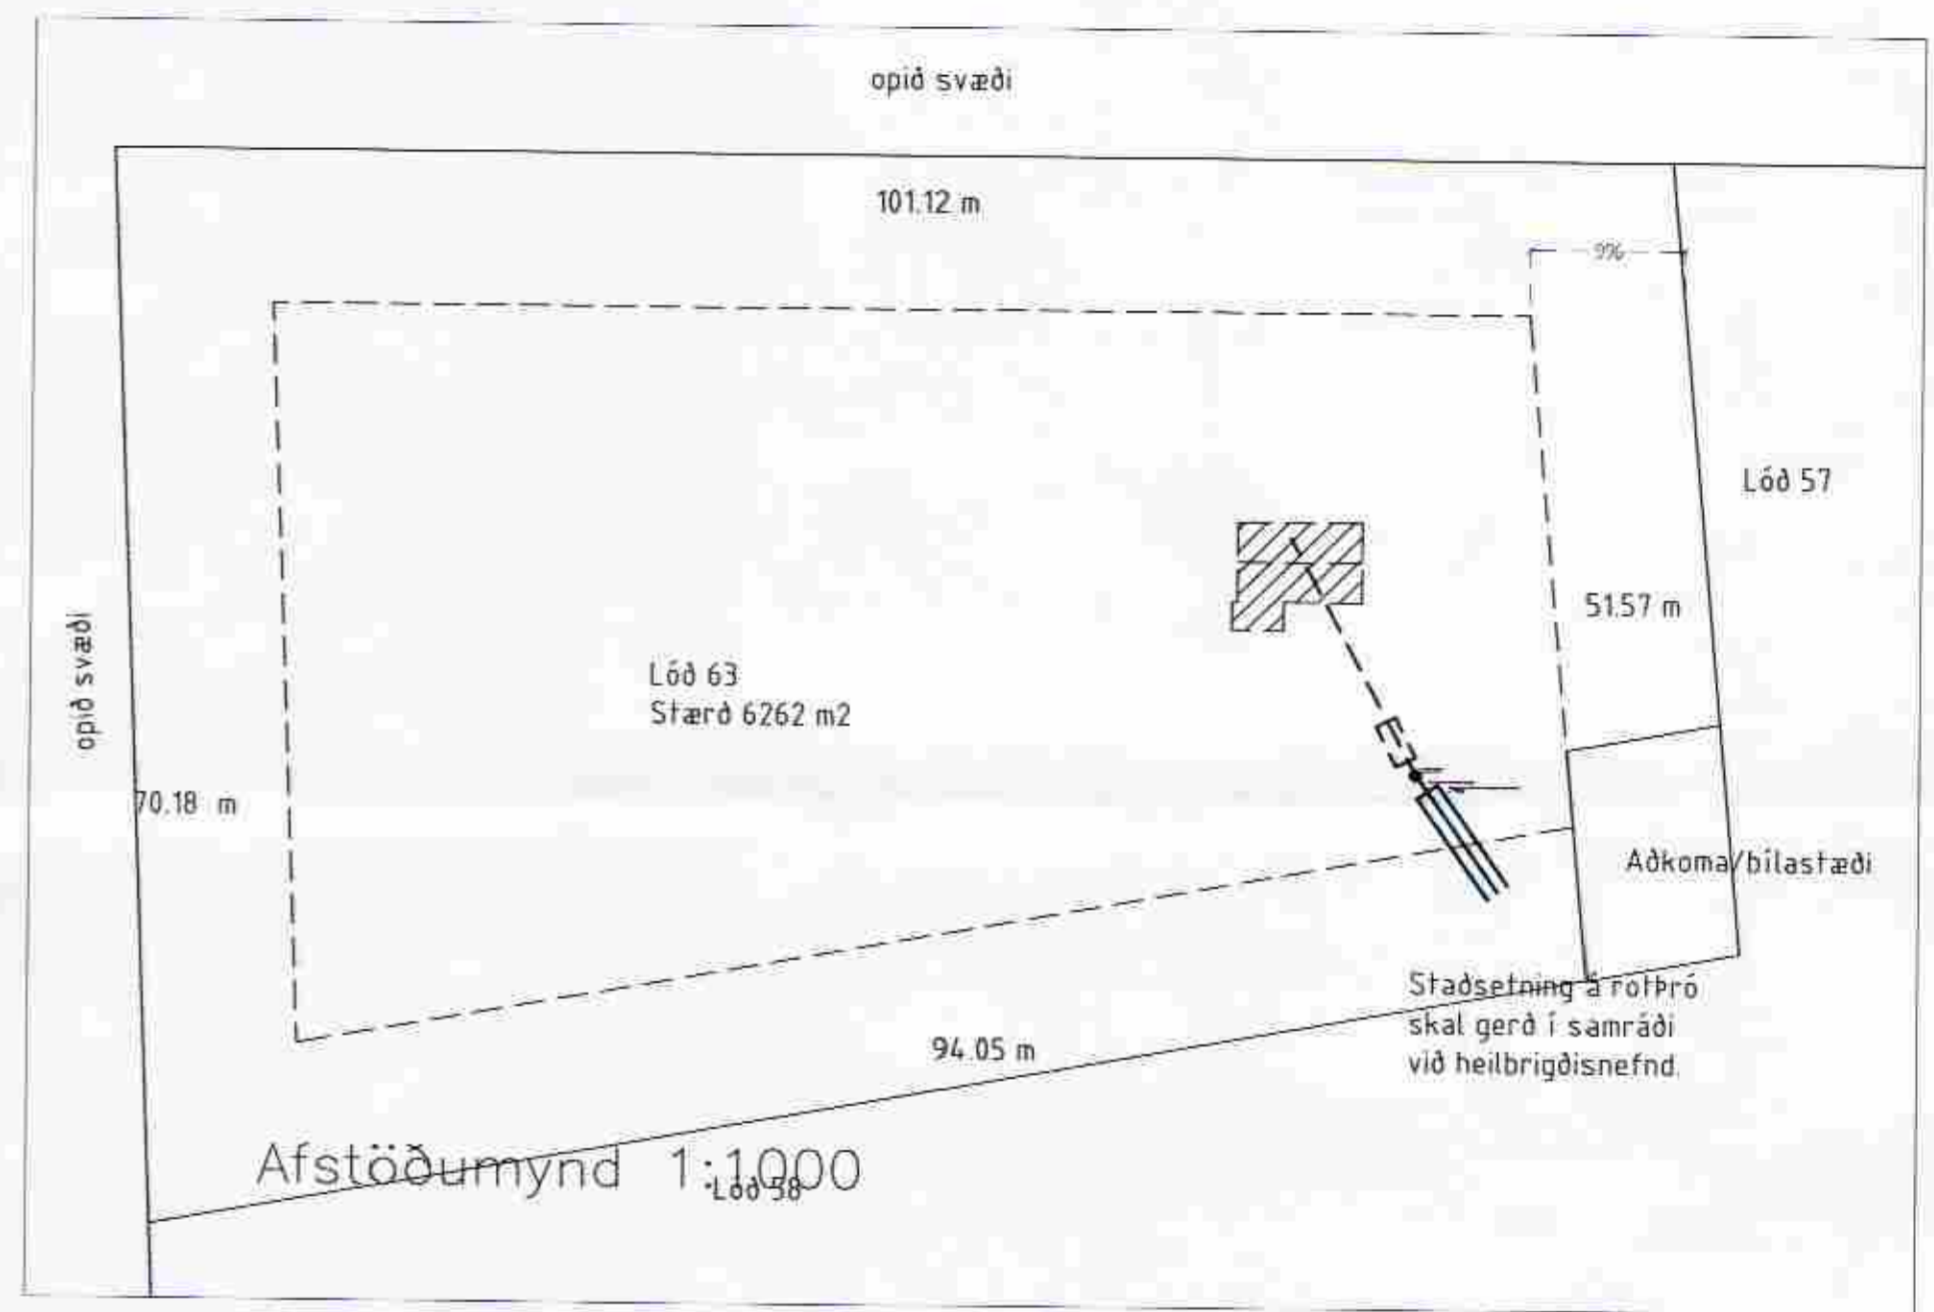 opið svæði
101.12 m
Lóð 57
51.57 m
opið svæði
Lóð 63
Stærð 6262 m2
70.18 m
Aðkoma/bílastæði
Staðsetning á rotþró
skal gerð í samráði
við heilbrigðisnefnd.
94.05 m
Afstöðumynd 1:1000
Lóð 58